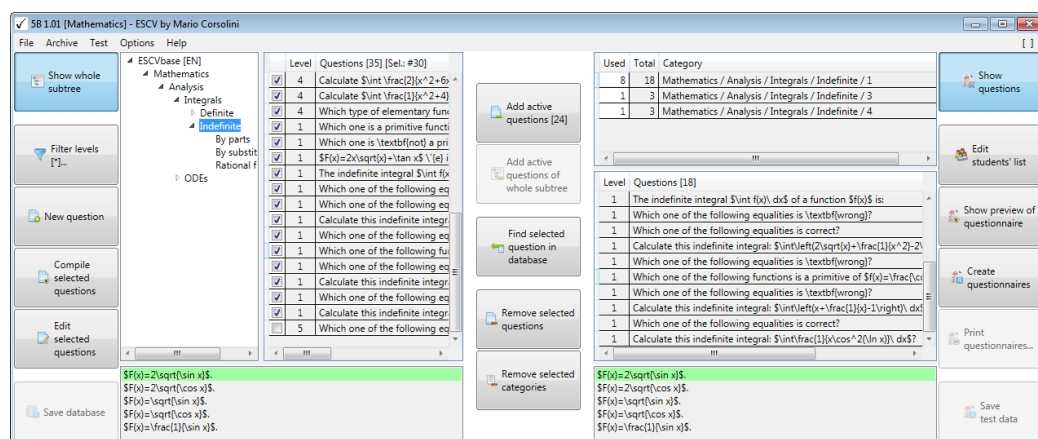 5B 1.01 [Mathematics] - ESCV by Mario Corsolini
File Archive Test Options Help [ ]
Show whole
subtree
Filter levels
[*]...
New question
Compile
selected
questions
Edit
selected
questions
Save database
ESCVbase [EN]
Mathematics
Analysis
Integrals
Definite
Indefinite
By parts
By substit
Rational f
ODEs
Level Questions [35] [Sel.: #30]
4 Calculate $\int \frac{2}{x^2+6x
4 Calculate $\int \frac{1}{x^2+4}
4 Which type of elementary fun
1 Which one is a primitive functi
1 Which one is \textbf{not} a pri
1 $F(x)=2x\sqrt{x}+\tan x$ \`{e} i
1 The indefinite integral $\int f(x
1 Which one of the following eq
1 Which one of the following eq
1 Calculate this indefinite integr
1 Which one of the following eq
1 Which one of the following fu
1 Which one of the following eq
1 Calculate this indefinite integr
1 Which one of the following eq
1 Calculate this indefinite integr
5 Which one of the following eq
$F(x)=2\sqrt{\sin x}$.
$F(x)=2\sqrt{\cos x}$.
$F(x)=\sqrt{\sin x}$.
$F(x)=\sqrt{\cos x}$.
$F(x)=\frac{1}{\sin x}$.
Add active
questions [24]
Add active
questions of
whole subtree
Find selected
question in
database
Remove selected
questions
Remove selected
categories
Used Total Category
8 18 Mathematics / Analysis / Integrals / Indefinite / 1
1 3 Mathematics / Analysis / Integrals / Indefinite / 3
1 3 Mathematics / Analysis / Integrals / Indefinite / 4
Level Questions [18]
1 The indefinite integral $\int f(x)\ dx$ of a function $f(x)$ is:
1 Which one of the following equalities is \textbf{wrong}?
1 Which one of the following equalities is correct?
1 Calculate this indefinite integral: $\int\left(2\sqrt{x}+\frac{1}{x^2}-2\
1 Which one of the following equalities is \textbf{wrong}?
1 Which one of the following functions is a primitive of $f(x)=\frac{\co
1 Which one of the following equalities is \textbf{wrong}?
1 Calculate this indefinite integral: $\int\left(x+\frac{1}{x}-1\right)\ dx$
1 Which one of the following equalities is correct?
1 Calculate this indefinite integral: $\int\frac{1}{x\cos^2(\ln x)}\ dx$?
$F(x)=2\sqrt{\sin x}$.
$F(x)=2\sqrt{\cos x}$.
$F(x)=\sqrt{\sin x}$.
$F(x)=\sqrt{\cos x}$.
$F(x)=\frac{1}{\sin x}$.
Show
questions
Edit
students' list
Show preview of
questionnaire
Create
questionnaires
Print
questionnaires...
Save
test data